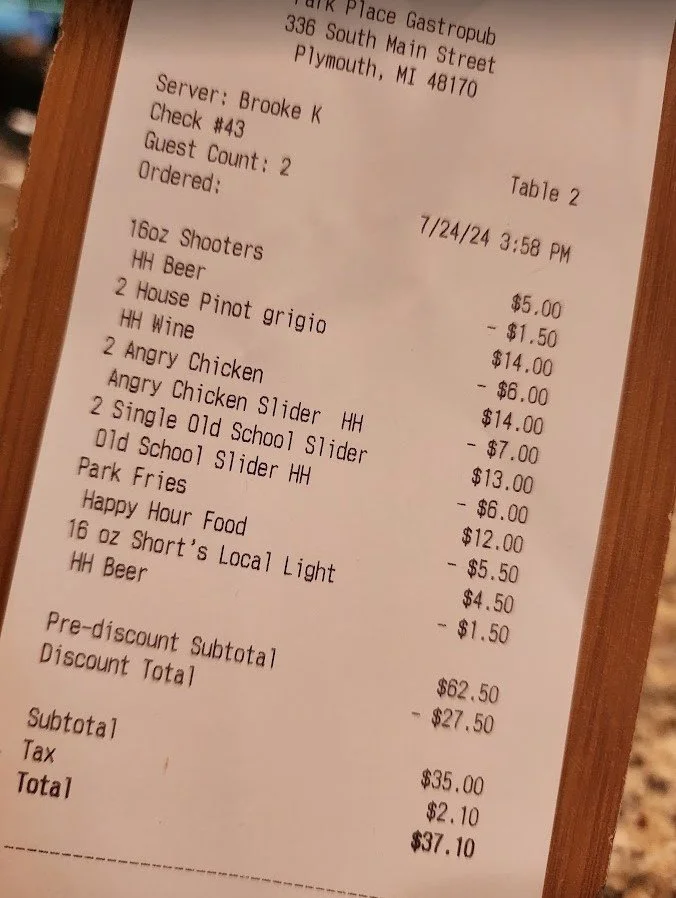 Park Place Gastropub
336 South Main Street
Plymouth, MI 48170
Server: Brooke K
Check #43
Guest Count: 2 Table 2
Ordered: 7/24/24 3:58 PM
16oz Shooters $5.00
HH Beer - $1.50
2 House Pinot grigio $14.00
HH Wine - $6.00
2 Angry Chicken $14.00
Angry Chicken Slider HH - $7.00
2 Single Old School Slider $13.00
Old School Slider HH - $6.00
Park Fries $12.00
Happy Hour Food - $5.50
16 oz Short's Local Light $4.50
HH Beer - $1.50
Pre-discount Subtotal $62.50
Discount Total - $27.50
Subtotal $35.00
Tax $2.10
Total $37.10